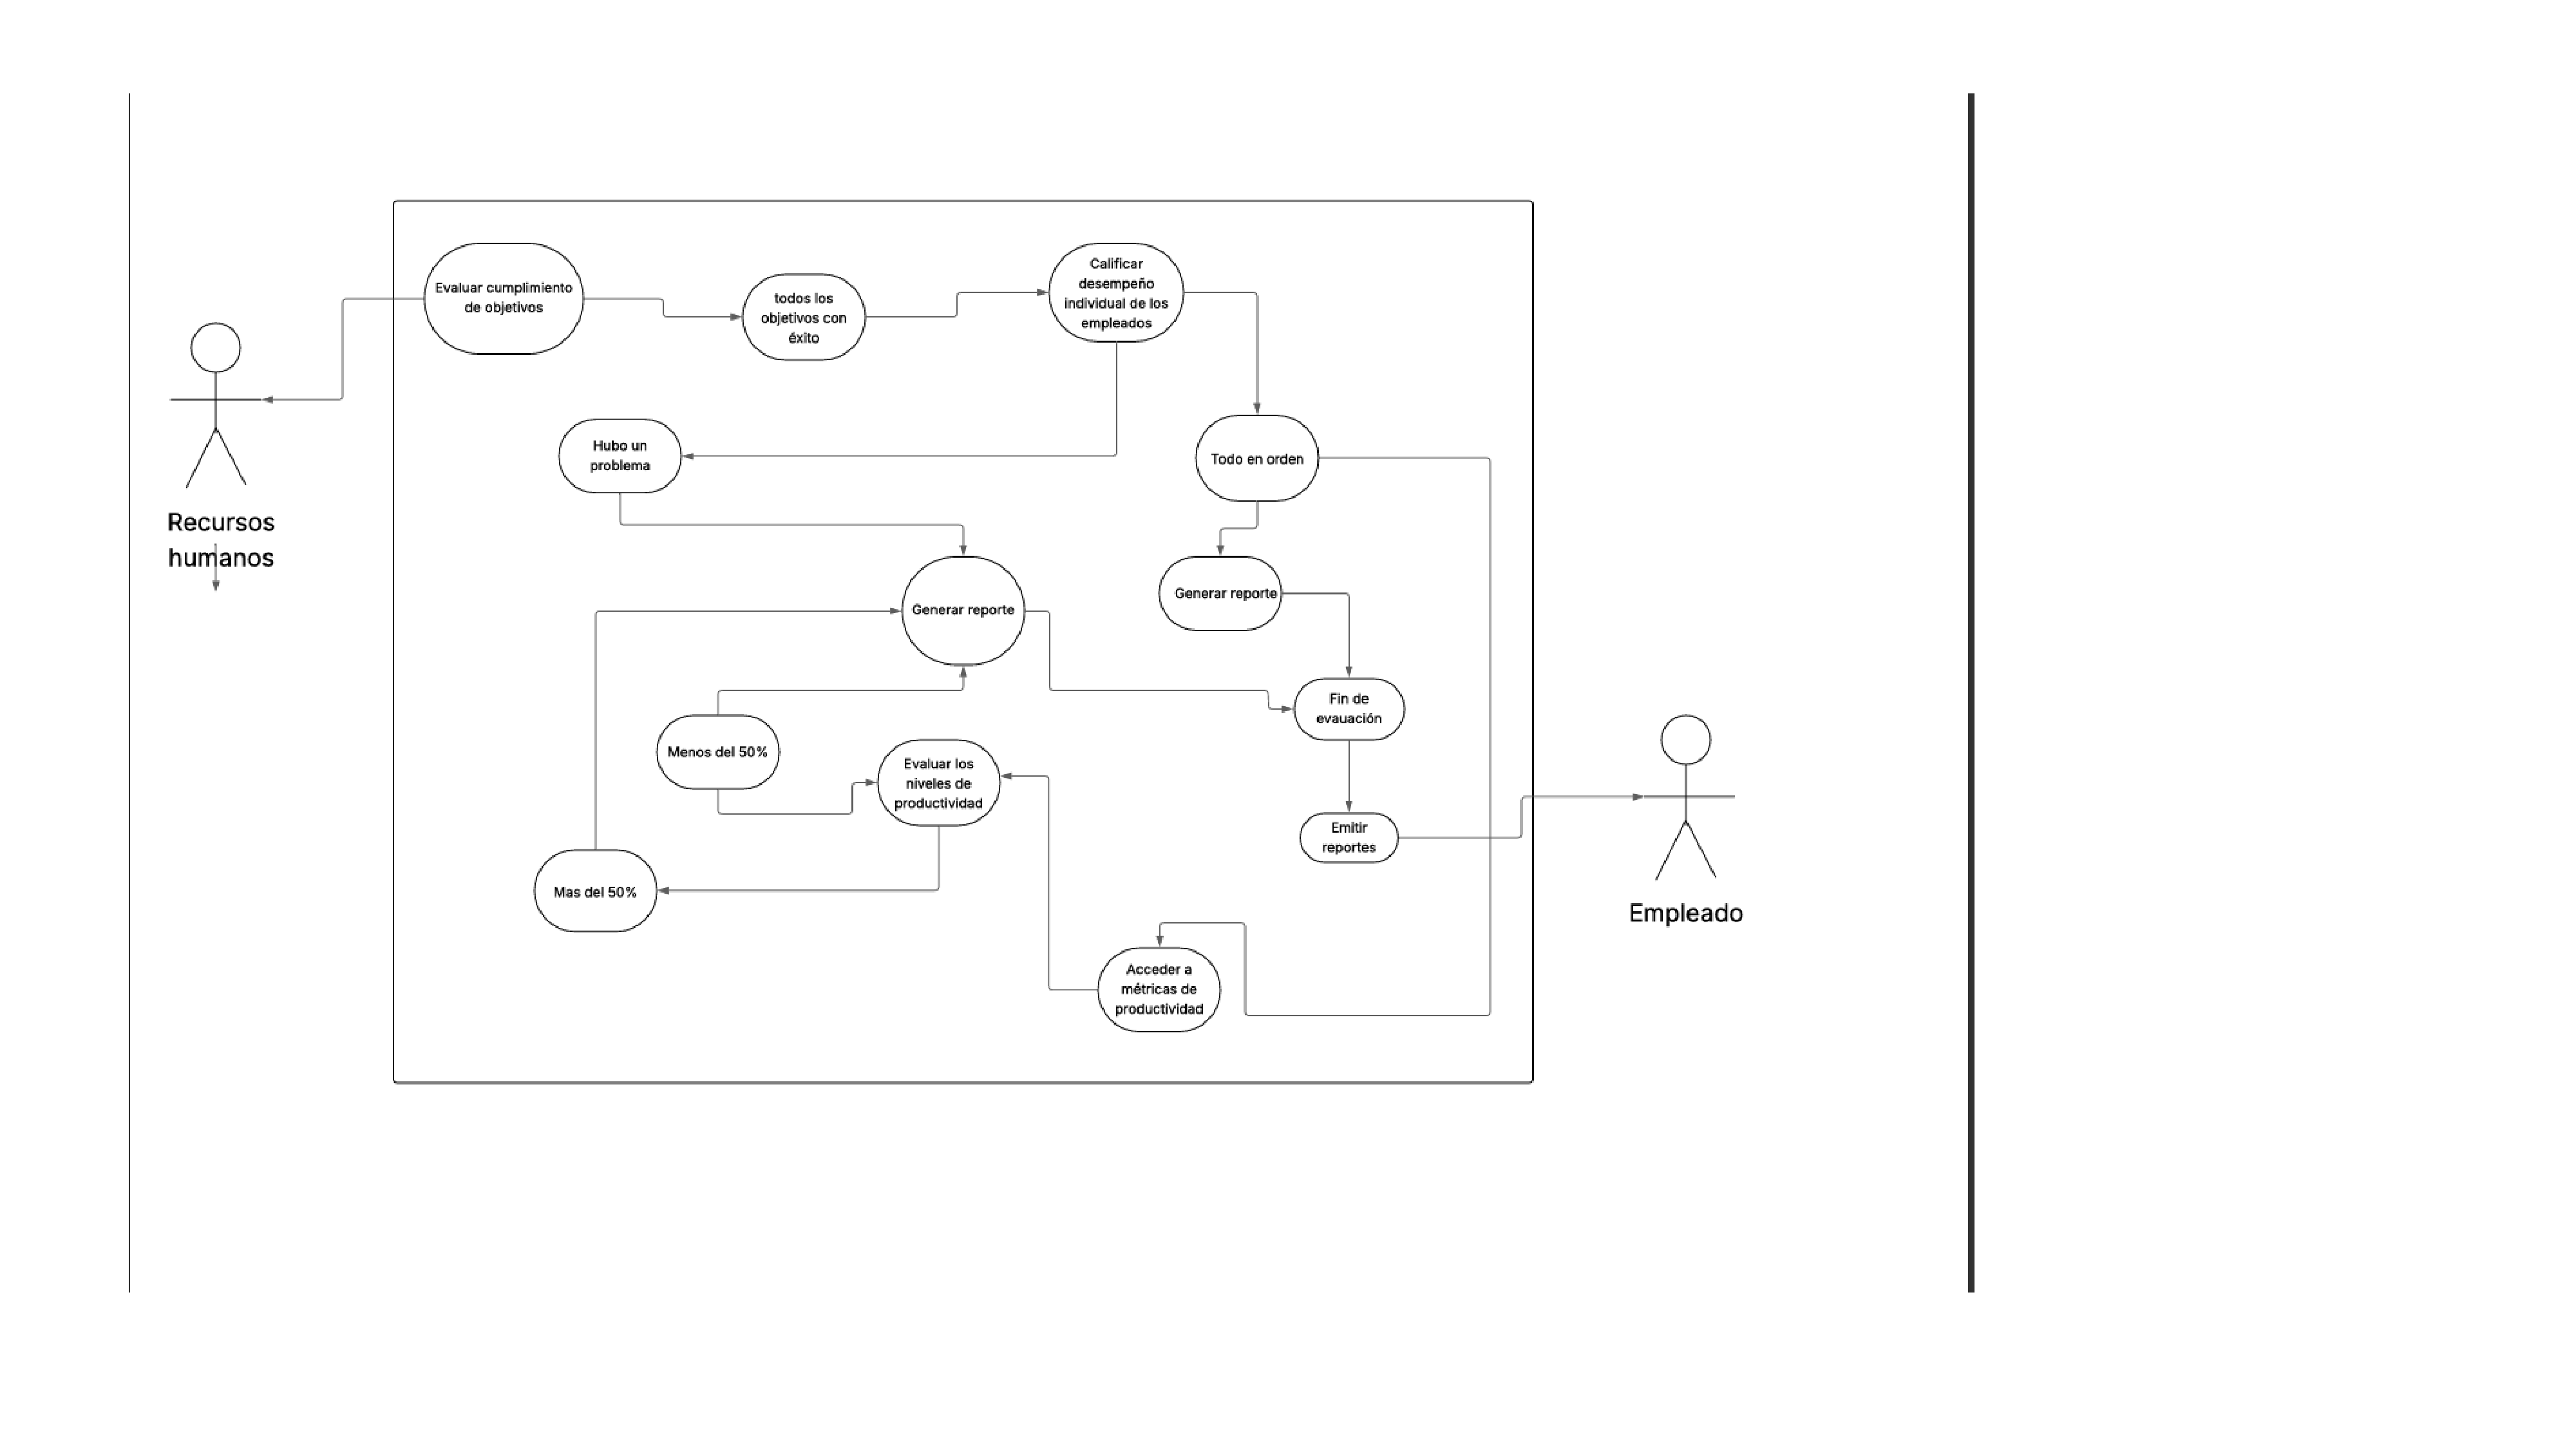 Evaluar cumplimiento
de objetivos
todos los
objetivos con
éxito
Calificar
desempeño
individual de los
empleados
Hubo un
problema
Todo en orden
Recursos
humanos
Generar reporte
Generar reporte
Menos del 50%
Fin de
evauación
Evaluar los
niveles de
productividad
Emitir
reportes
Mas del 50%
Empleado
Acceder a
métricas de
productividad